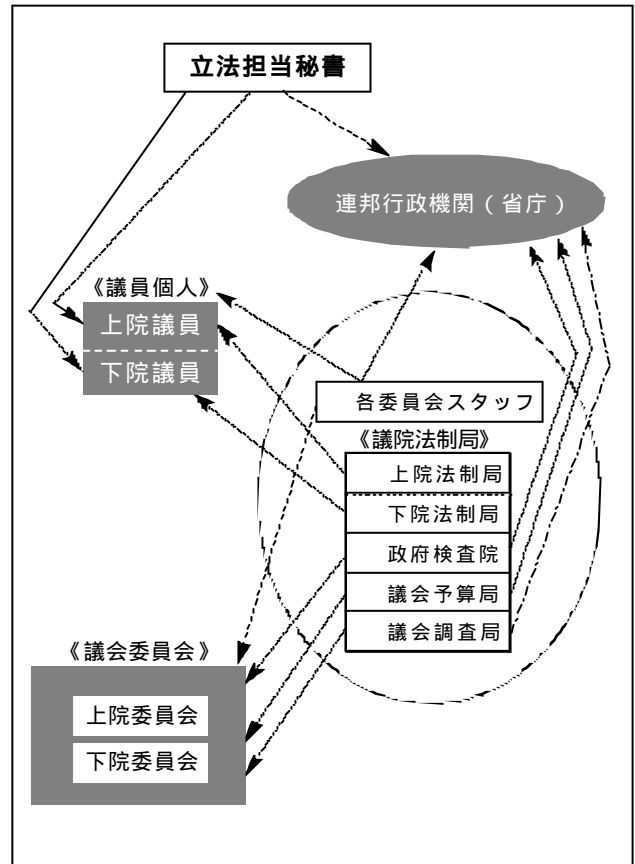 立法担当秘書
連邦行政機関（省庁）
《議員個人》
上院議員
下院議員
各委員会スタッフ
《議院法制局》
上院法制局
下院法制局
政府検査院
議会予算局
議会調査局
《議会委員会》
上院委員会
下院委員会